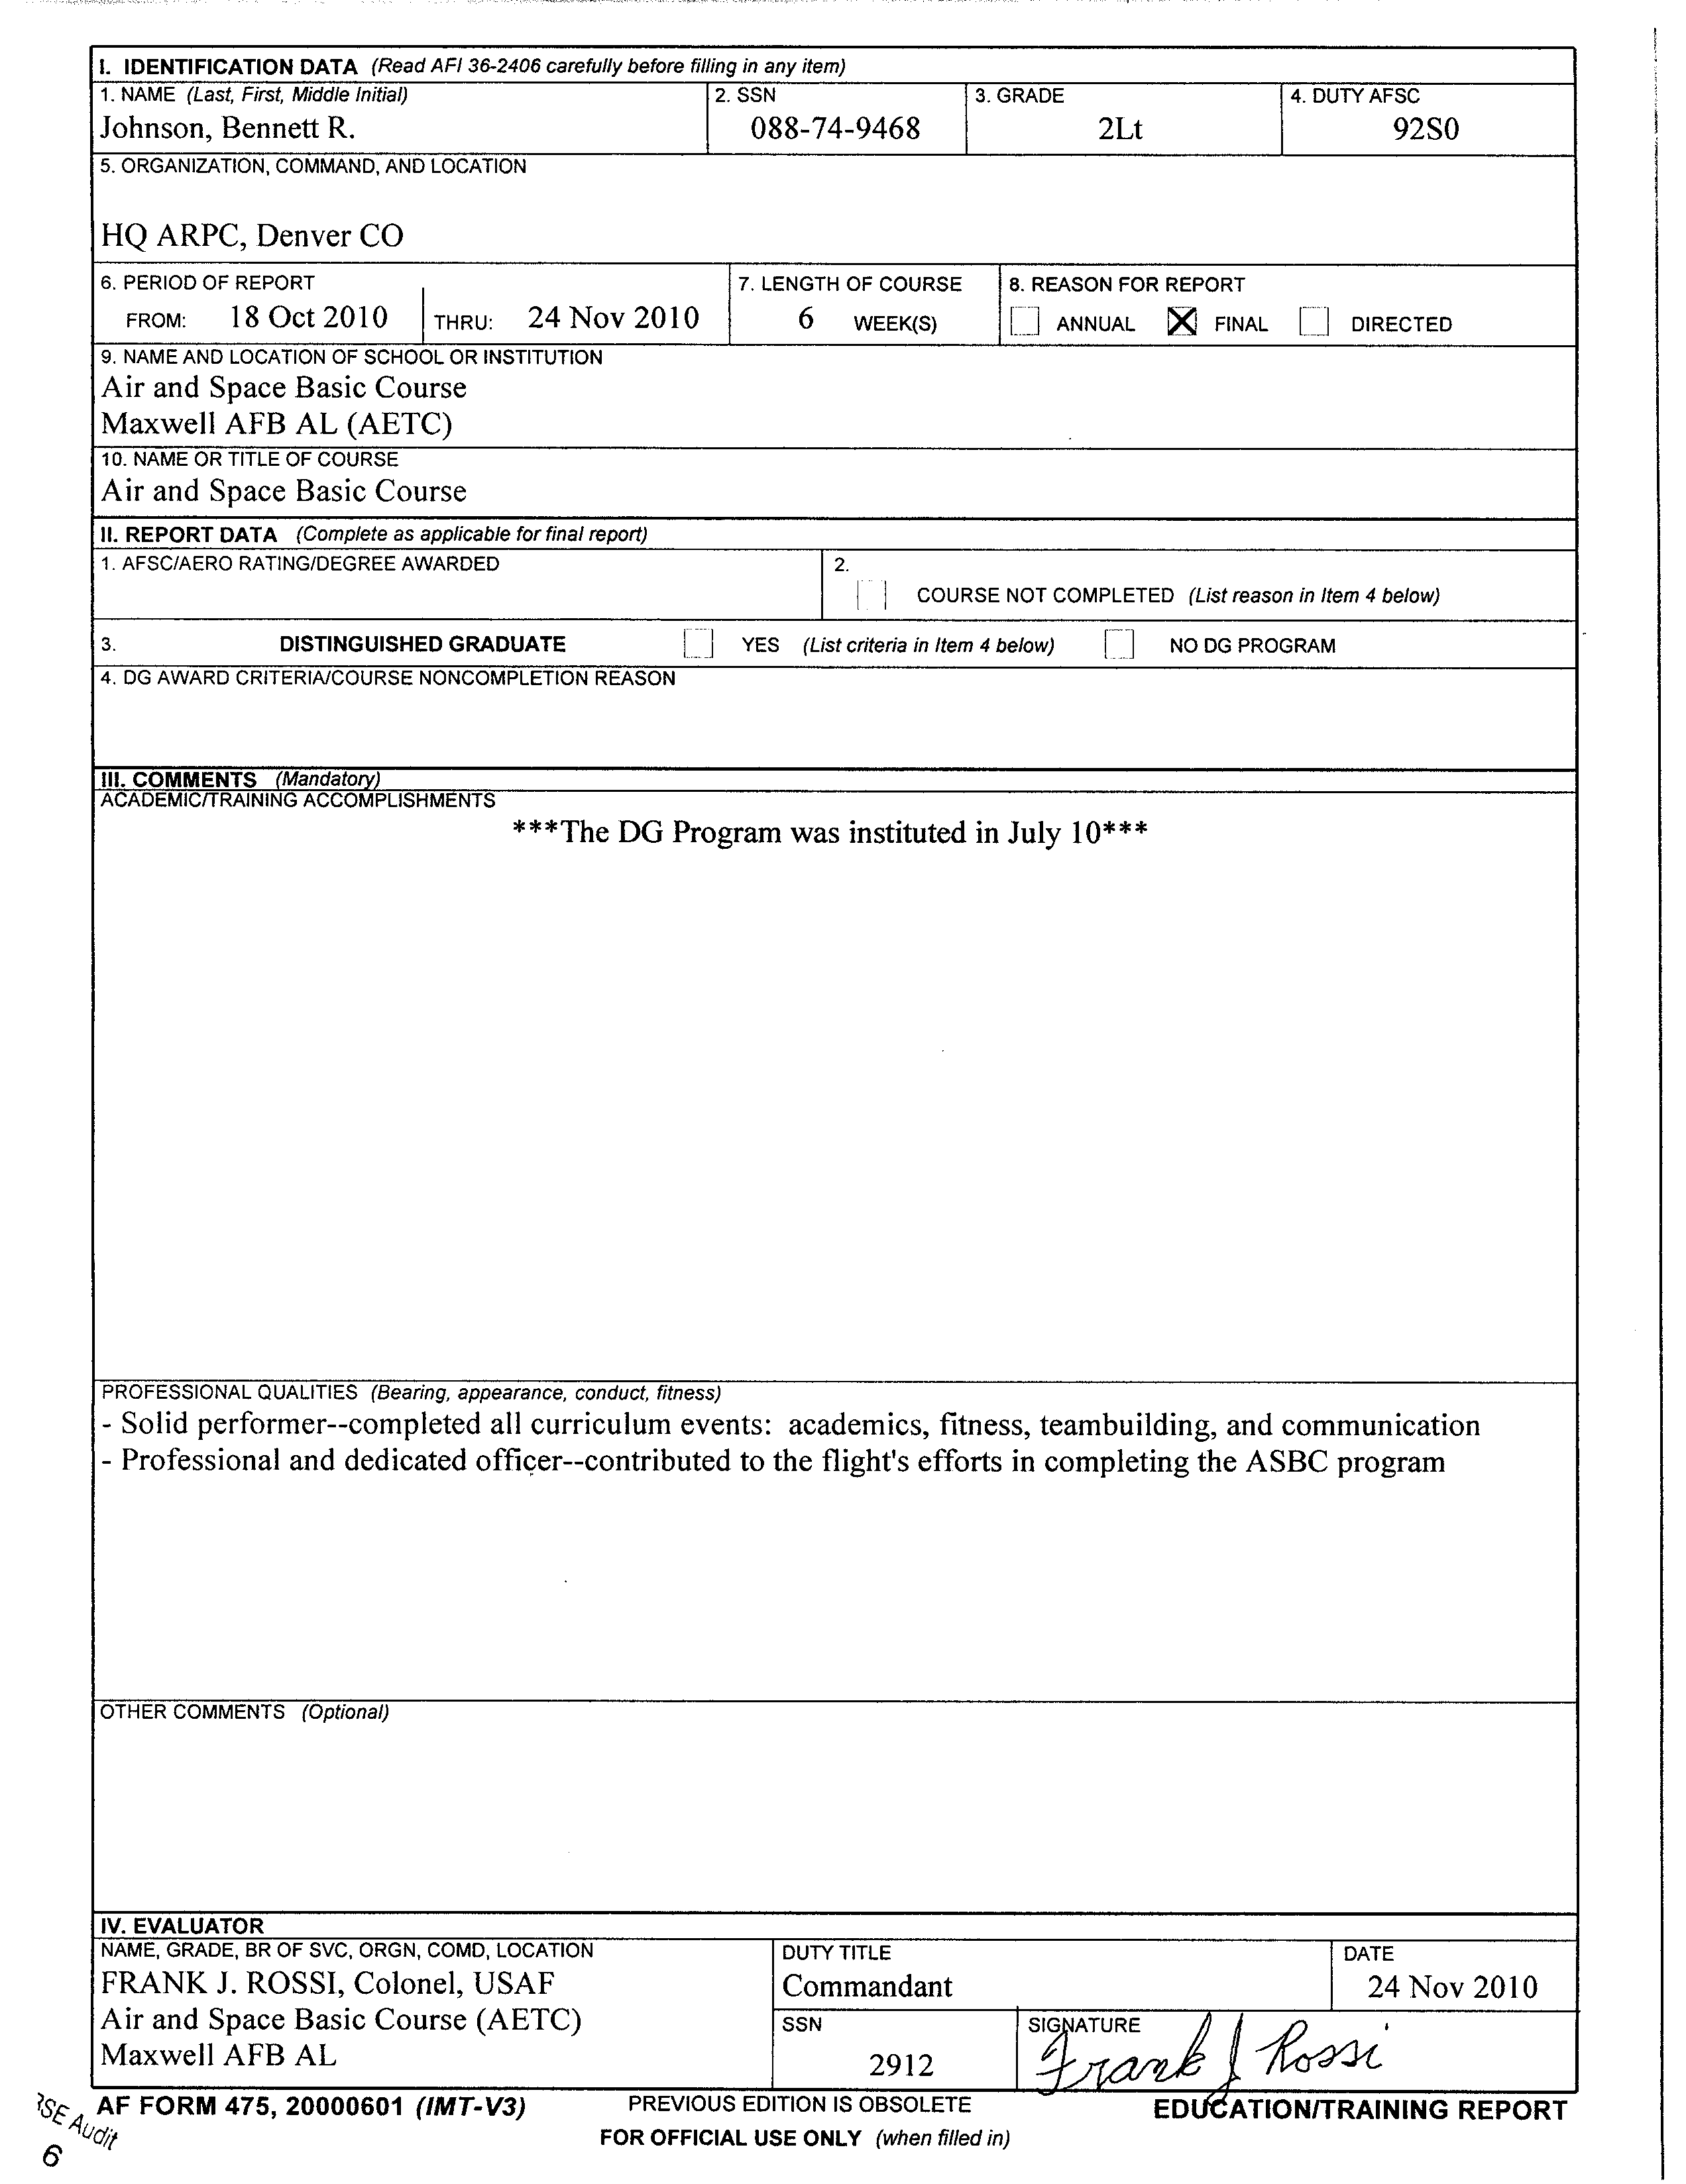 I. IDENTIFICATION DATA (Read AFI 36-2406 carefully before filling in any item)
1. NAME (Last, First, Middle Initial)
Johnson, Bennett R.
2. SSN
088-74-9468
3. GRADE
2Lt
4. DUTY AFSC
92S0
5. ORGANIZATION, COMMAND, AND LOCATION
HQ ARPC, Denver CO
6. PERIOD OF REPORT
FROM: 18 Oct 2010 THRU: 24 Nov 2010
7. LENGTH OF COURSE
6 WEEK(S)
8. REASON FOR REPORT
ANNUAL X FINAL DIRECTED
9. NAME AND LOCATION OF SCHOOL OR INSTITUTION
Air and Space Basic Course
Maxwell AFB AL (AETC)
10. NAME OR TITLE OF COURSE
Air and Space Basic Course
II. REPORT DATA (Complete as applicable for final report)
1. AFSC/AERO RATING/DEGREE AWARDED
2.
COURSE NOT COMPLETED (List reason in Item 4 below)
3. DISTINGUISHED GRADUATE YES (List criteria in Item 4 below) NO DG PROGRAM
4. DG AWARD CRITERIA/COURSE NONCOMPLETION REASON
III. COMMENTS (Mandatory)
ACADEMIC/TRAINING ACCOMPLISHMENTS
***The DG Program was instituted in July 10***
PROFESSIONAL QUALITIES (Bearing, appearance, conduct, fitness)
- Solid performer--completed all curriculum events: academics, fitness, teambuilding, and communication
- Professional and dedicated officer--contributed to the flight's efforts in completing the ASBC program
OTHER COMMENTS (Optional)
IV. EVALUATOR
NAME, GRADE, BR OF SVC, ORGN, COMD, LOCATION
FRANK J. ROSSI, Colonel, USAF
Air and Space Basic Course (AETC)
Maxwell AFB AL
DUTY TITLE
Commandant
DATE
24 Nov 2010
SSN
2912
SIGNATURE
Frank J Rossi
AF FORM 475, 20000601 (IMT-V3)
PREVIOUS EDITION IS OBSOLETE
EDUCATION/TRAINING REPORT
FOR OFFICIAL USE ONLY (when filled in)
Audit
6